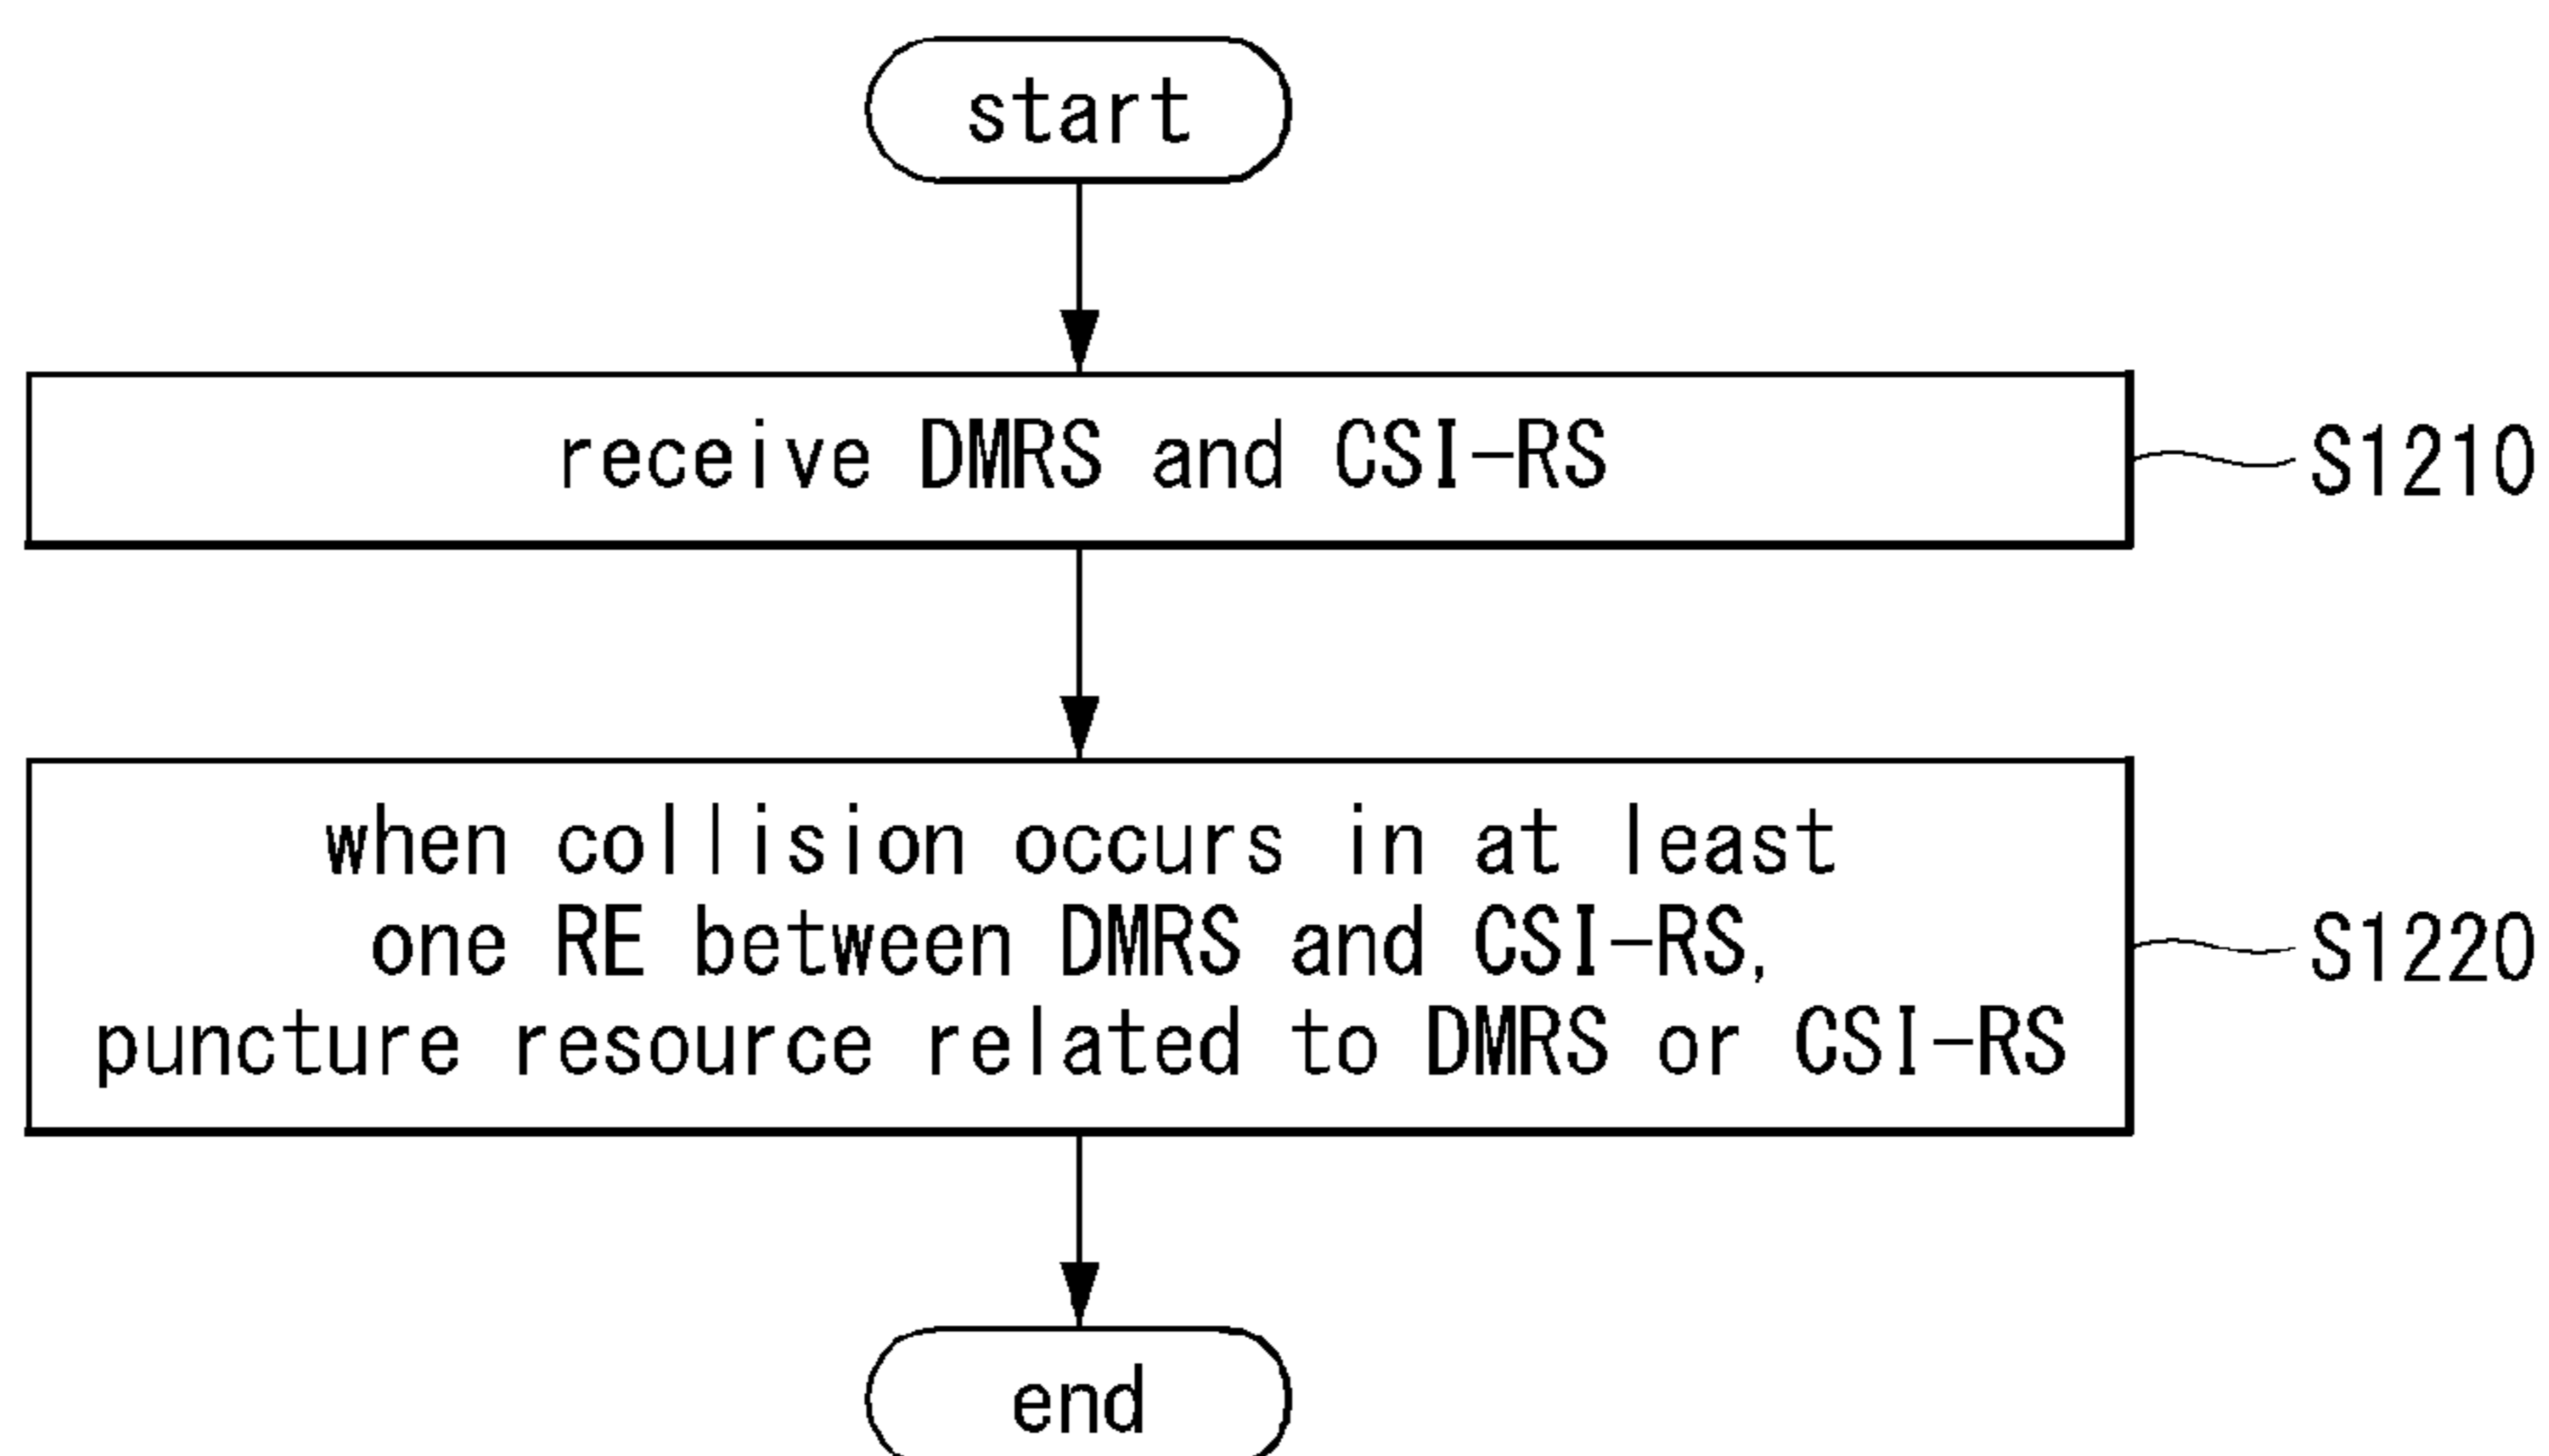 start
receive DMRS and CSI-RS
S1210
when collision occurs in at least
one RE between DMRS and CSI-RS,
puncture resource related to DMRS or CSI-RS
S1220
end